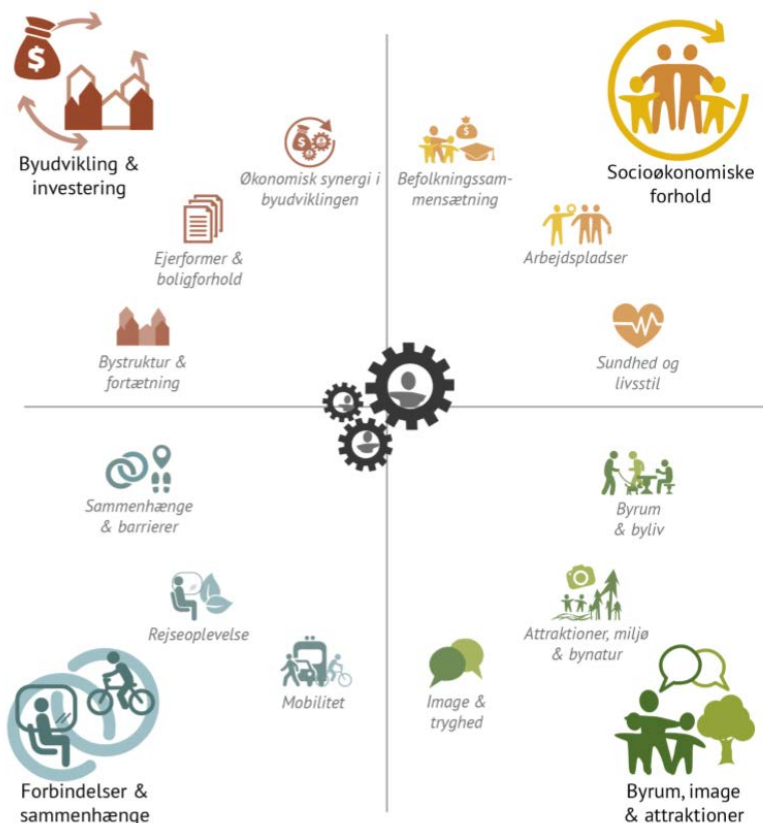 Byudvikling &
investering
Økonomisk synergi i
byudviklingen
Ejerformer &
boligforhold
Bystruktur &
fortætning
Socioøkonomiske
forhold
Befolkningssam-
mensætning
Arbejdspladser
Sundhed og
livsstil
Sammenhænge
& barrierer
Rejseoplevelse
Mobilitet
Forbindelser &
sammenhænge
Byrum
& byliv
Attraktioner, miljø
& bynatur
Image &
tryghed
Byrum, image
& attraktioner